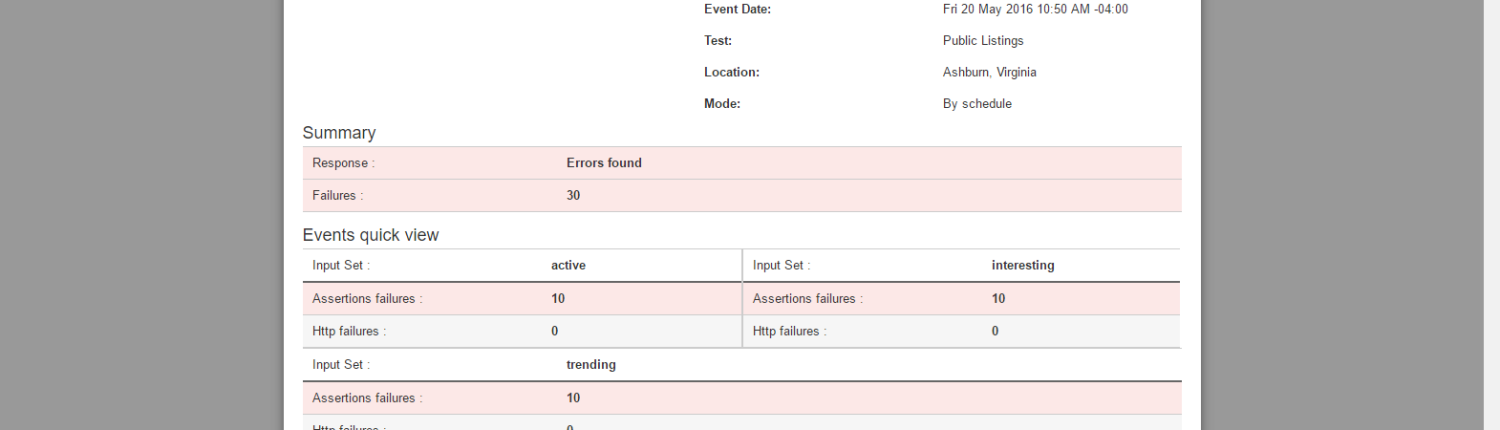 Event Date: Fri 20 May 2016 10:50 AM -04:00
Test: Public Listings
Location: Ashburn, Virginia
Mode: By schedule
Summary
Response : Errors found
Failures : 30
Events quick view
Input Set : active Input Set : interesting
Assertions failures : 10 Assertions failures : 10
Http failures : 0 Http failures : 0
Input Set : trending
Assertions failures : 10
Http failures : 0